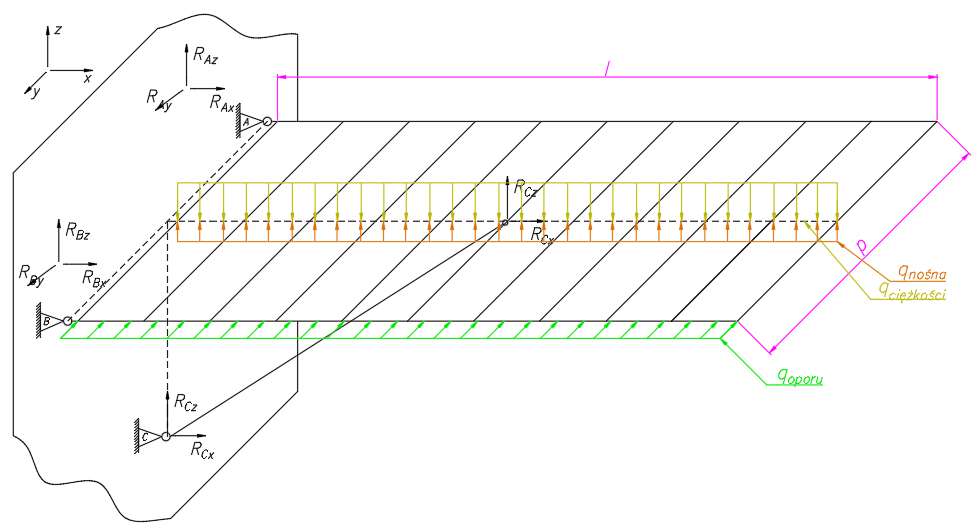 z
x
y
R_Az
R_Ay
R_Ax
A
l
R_Cz
R_Cx
p
R_Bz
R_By
R_Bx
B
q_nośna
q_ciężkości
q_oporu
R_Cz
C
R_Cx